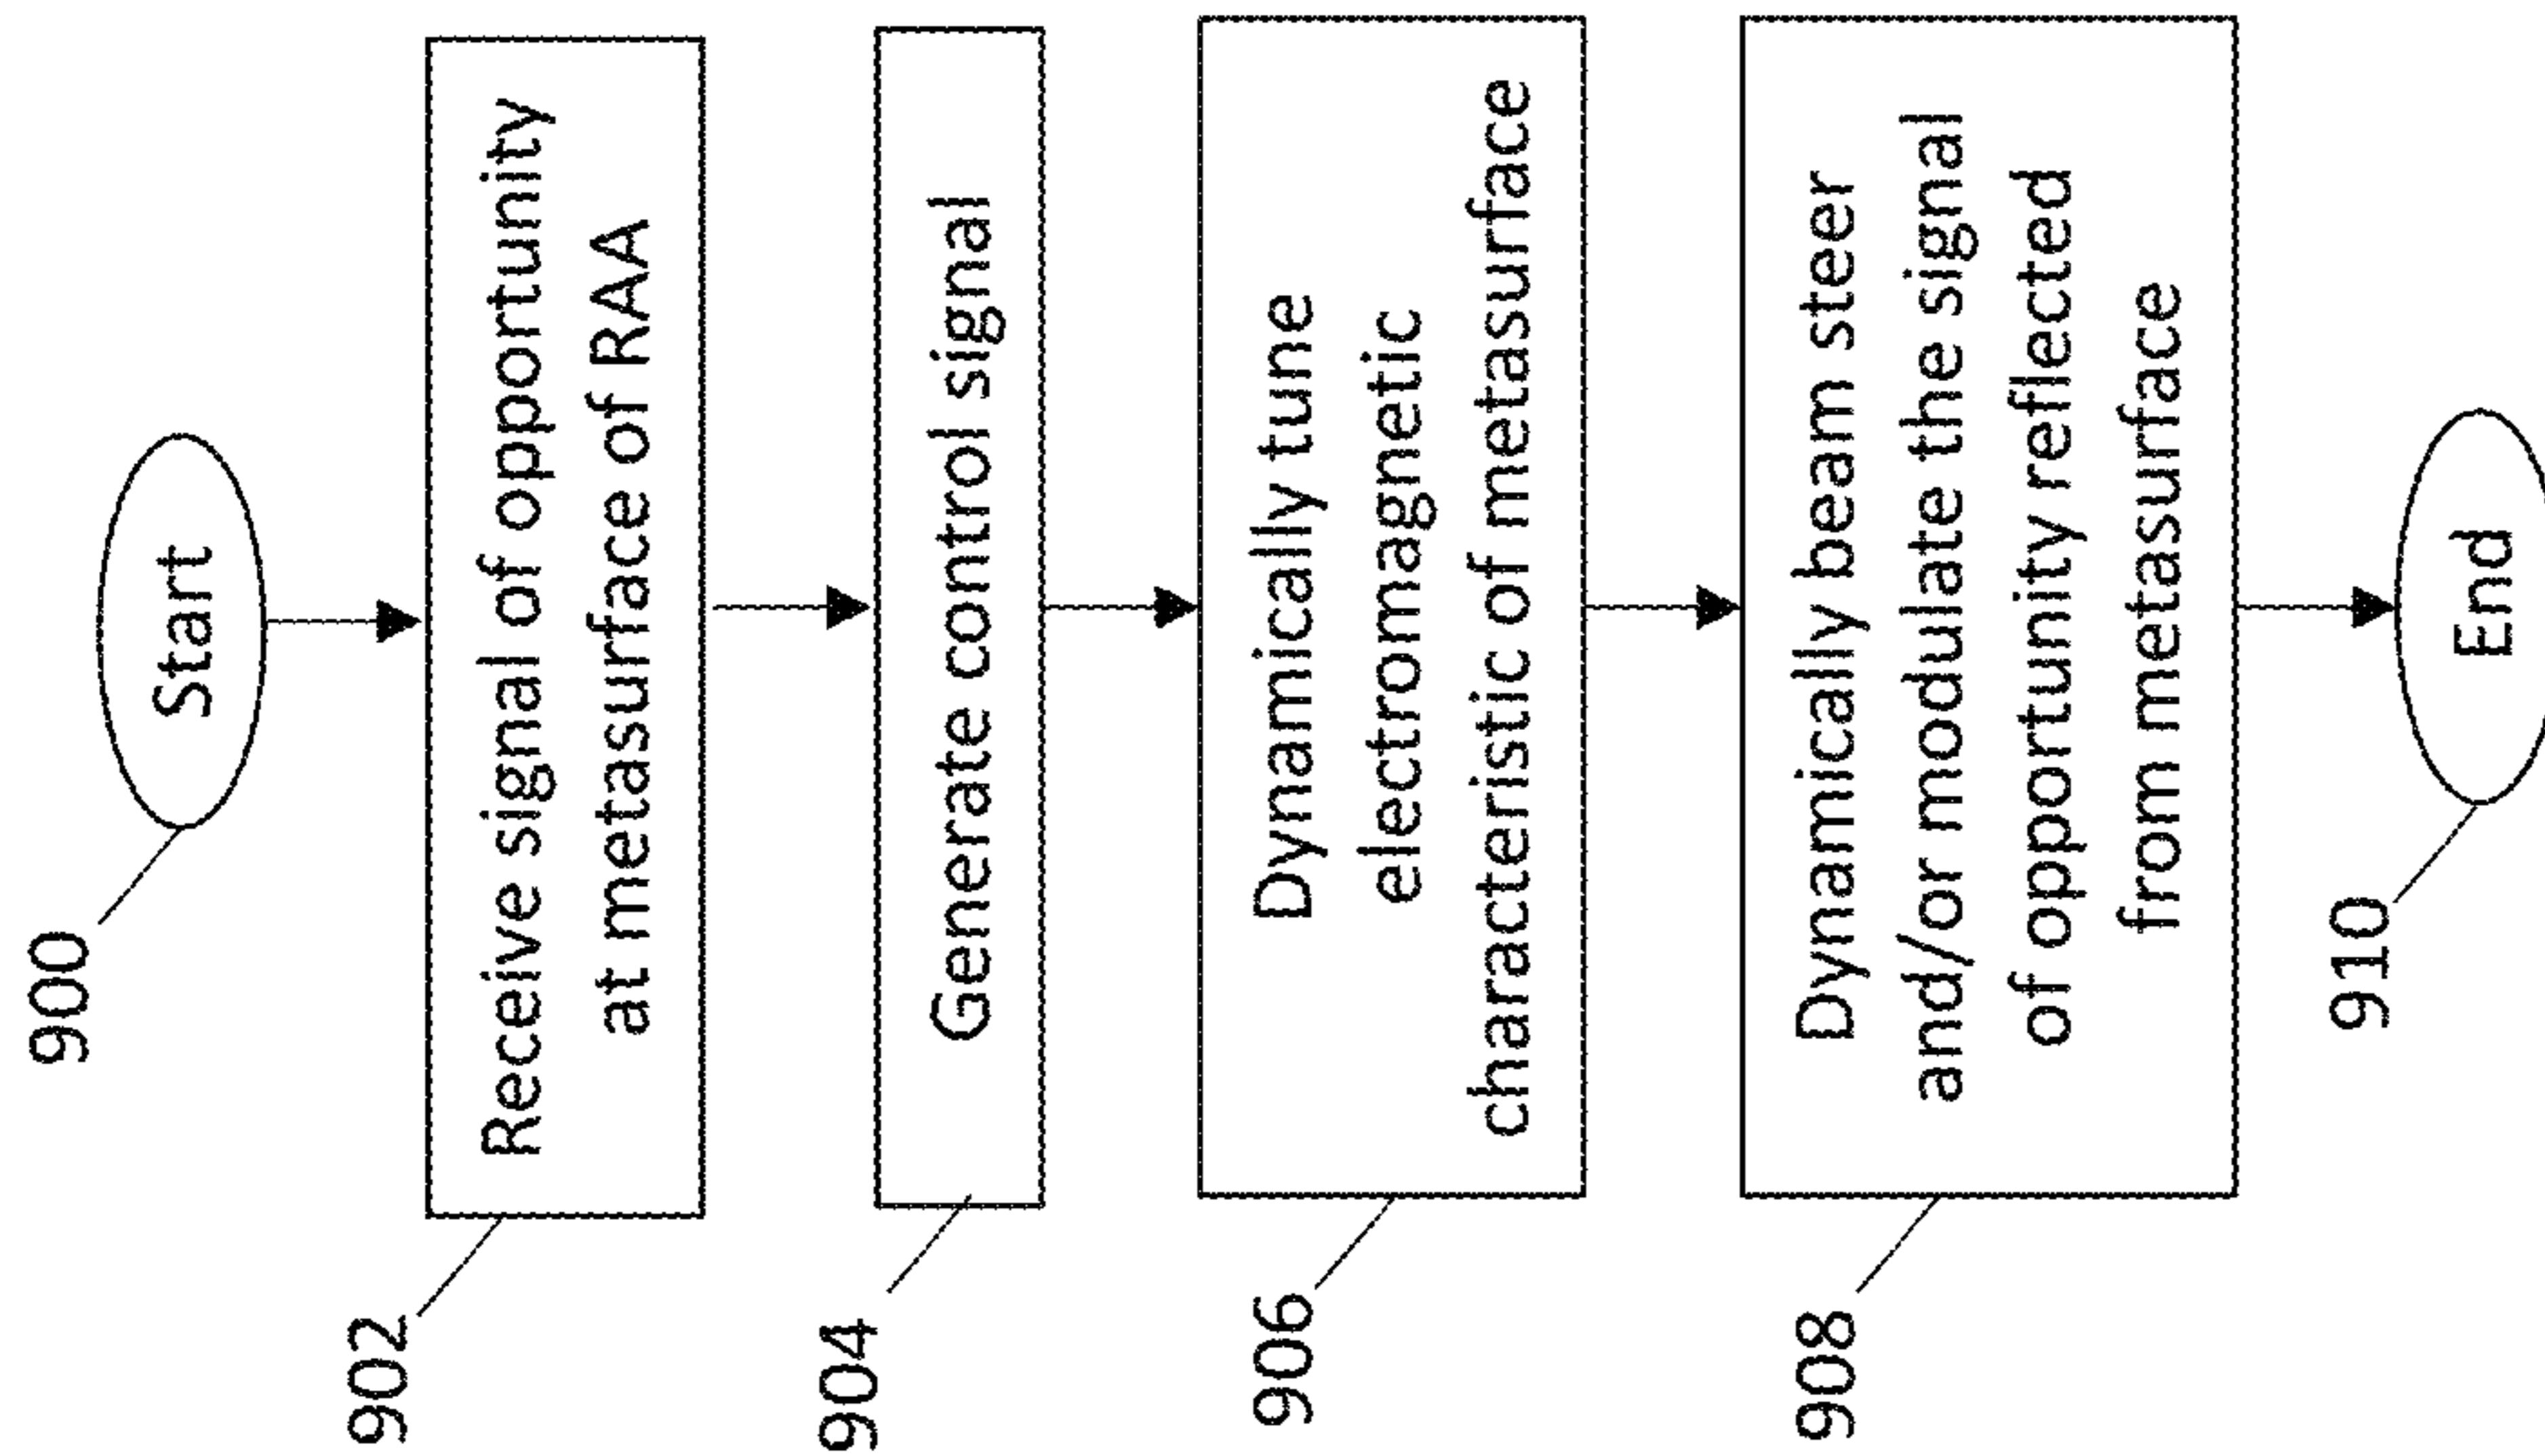 900
Start
902
Receive signal of opportunity
at metasurface of RAA
904
Generate control signal
906
Dynamically tune
electromagnetic
characteristic of metasurface
908
Dynamically beam steer
and/or modulate the signal
of opportunity reflected
from metasurface
910
End